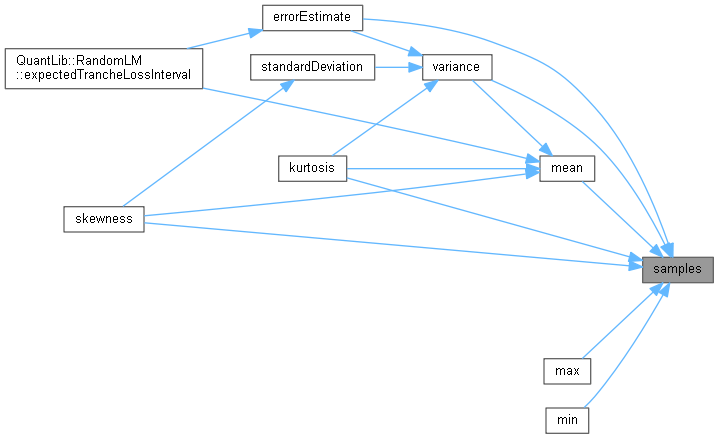 errorEstimate
QuantLib::RandomLM
::expectedTrancheLossInterval
standardDeviation
variance
kurtosis
mean
skewness
samples
max
min